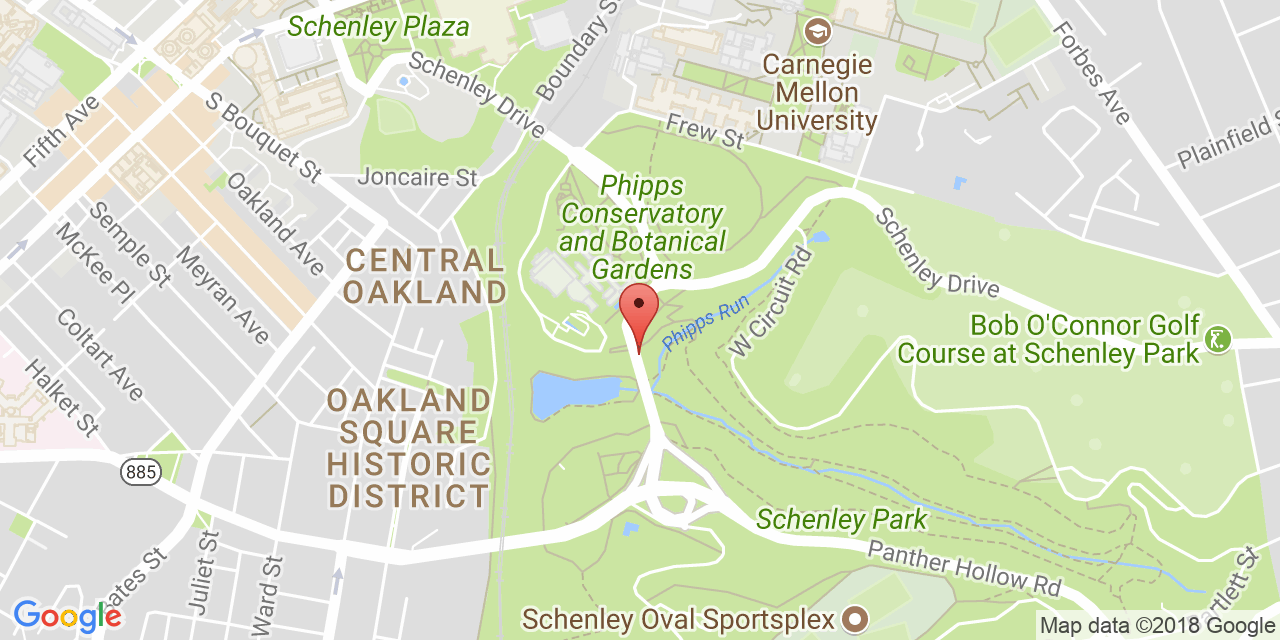 Schenley Plaza
Schenley Drive
Boundary S
Carnegie
Mellon
University
Forbes Ave
Plainfield S
Fifth Ave
S Bouquet St
Joncaire St
Frew St
Oakland Ave
Semple St
McKee Pl
Meyran Ave
Phipps
Conservatory
and Botanical
Gardens
CENTRAL
OAKLAND
Schenley Drive
W Circuit Rd
Phipps Run
Bob O'Connor Golf
Course at Schenley Park
Coltart Ave
Halket St
OAKLAND
SQUARE
HISTORIC
DISTRICT
885
Schenley Park
Panther Hollow Rd
ates St
Juliet St
Ward St
artlett St
Schenley Oval Sportsplex
Google
Map data ©2018 Google